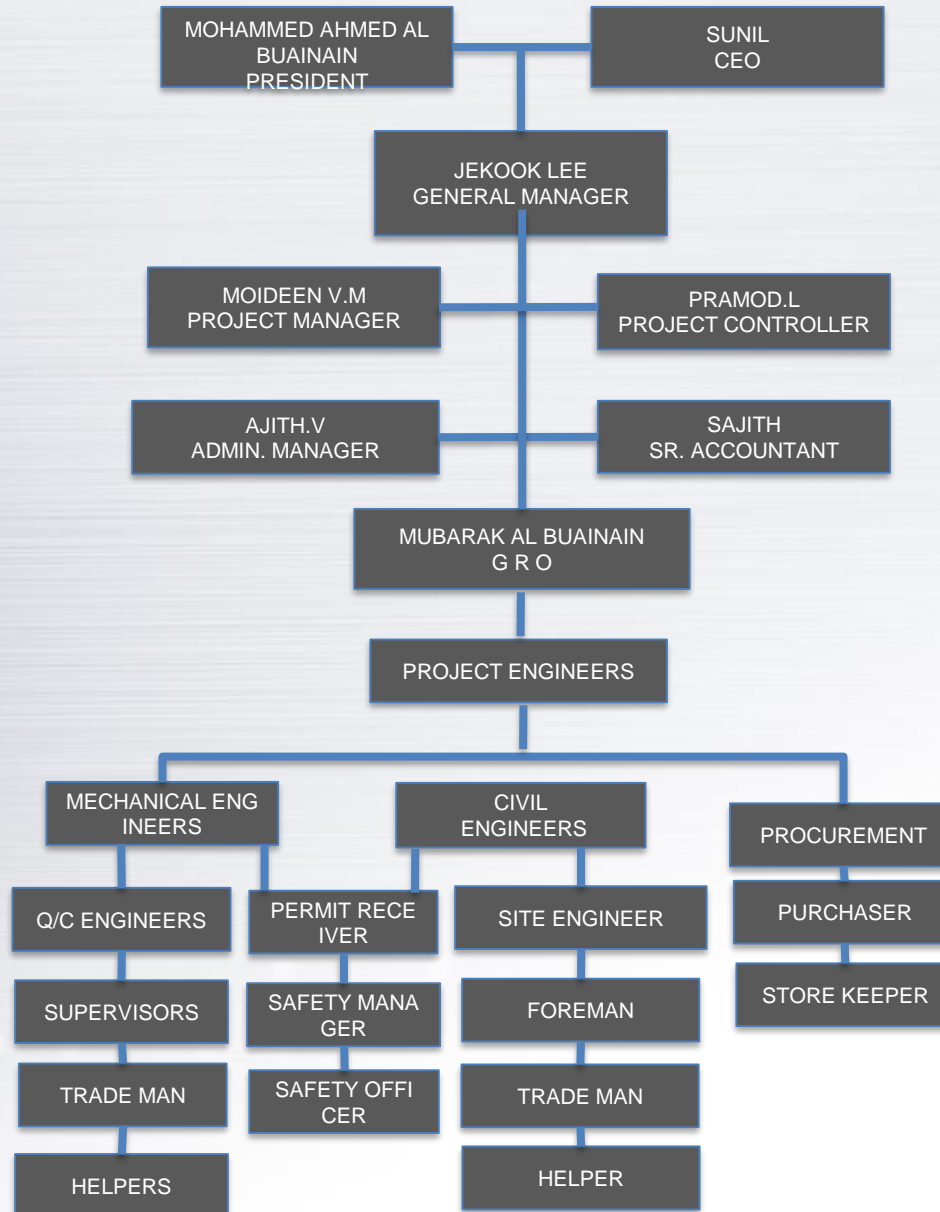 MOHAMMED AHMED AL
BUAINAIN
PRESIDENT
SUNIL
CEO
JEKOOK LEE
GENERAL MANAGER
MOIDEEN V.M
PROJECT MANAGER
PRAMOD.L
PROJECT CONTROLLER
AJITH.V
ADMIN. MANAGER
SAJITH
SR. ACCOUNTANT
MUBARAK AL BUAINAIN
G R O
PROJECT ENGINEERS
MECHANICAL ENG
INEERS
CIVIL
ENGINEERS
PROCUREMENT
Q/C ENGINEERS
PERMIT RECE
IVER
SITE ENGINEER
PURCHASER
SUPERVISORS
SAFETY MANA
GER
FOREMAN
STORE KEEPER
TRADE MAN
SAFETY OFFI
CER
TRADE MAN
HELPERS
HELPER